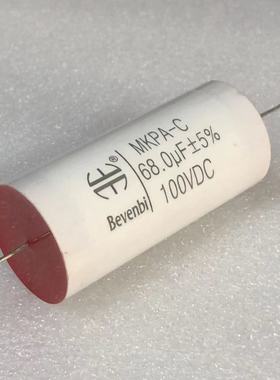 MKPA-C
68.0µF±5%
100VDC
®
Bevenbi